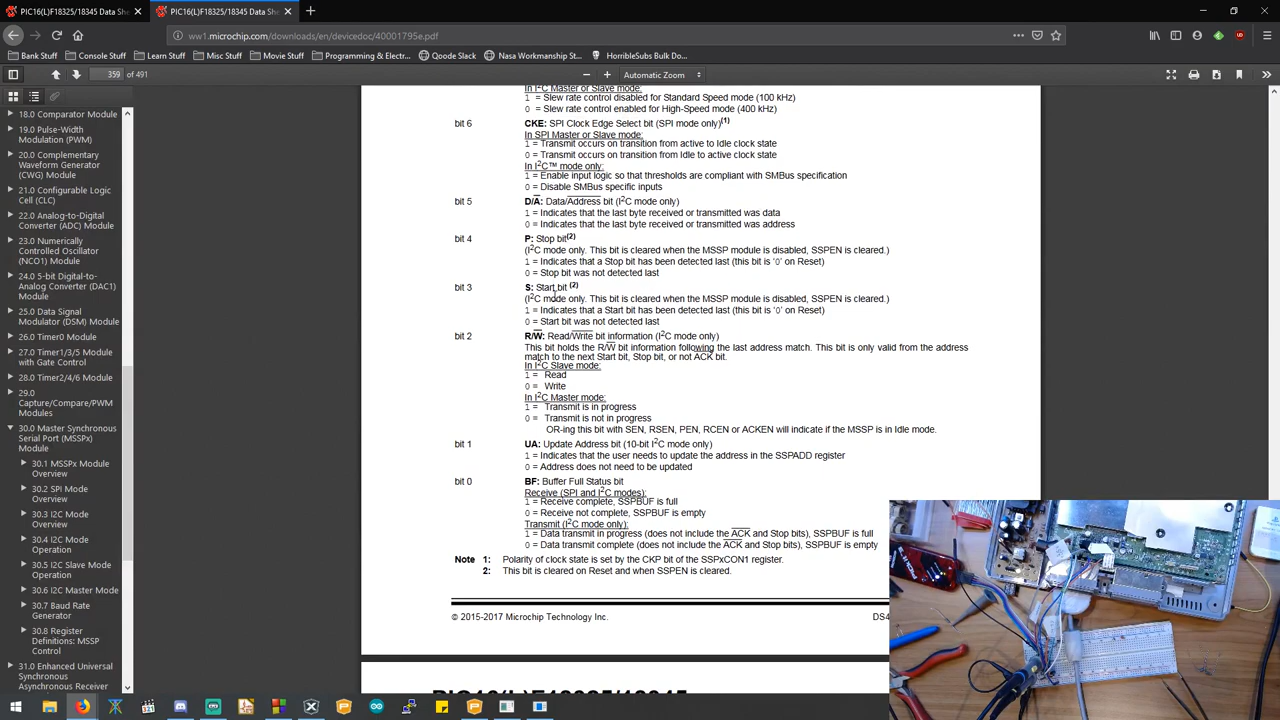 PIC16(L)F18325/18345 Data She
PIC16(L)F18325/18345 Data She
ww1.microchip.com/downloads/en/devicedoc/40001795e.pdf
Bank Stuff
Console Stuff
Learn Stuff
Misc Stuff
Movie Stuff
Programming & Electr...
Qoode Slack
Nasa Workmanship St...
HorribleSubs Bulk Do...
359 of 491
Automatic Zoom
18.0 Comparator Module
19.0 Pulse-Width
Modulation (PWM)
20.0 Complementary
Waveform Generator
(CWG) Module
21.0 Configurable Logic
Cell (CLC)
22.0 Analog-to-Digital
Converter (ADC) Module
23.0 Numerically
Controlled Oscillator
(NCO1) Module
24.0 5-bit Digital-to-
Analog Converter (DAC1)
Module
25.0 Data Signal
Modulator (DSM) Module
26.0 Timer0 Module
27.0 Timer1/3/5 Module
with Gate Control
28.0 Timer2/4/6 Module
29.0
Capture/Compare/PWM
Modules
30.0 Master Synchronous
Serial Port (MSSPx)
Module
30.1 MSSPx Module
Overview
30.2 SPI Mode
Overview
30.3 I2C Mode
Overview
30.4 I2C Mode
Operation
30.5 I2C Slave Mode
Operation
30.6 I2C Master Mode
30.7 Baud Rate
Generator
30.8 Register
Definitions: MSSP
Control
31.0 Enhanced Universal
Synchronous
Asynchronous Receiver
In I2C Master or Slave mode:
1 = Slew rate control disabled for Standard Speed mode (100 kHz)
0 = Slew rate control enabled for High-Speed mode (400 kHz)
bit 6 CKE: SPI Clock Edge Select bit (SPI mode only)(1)
In SPI Master or Slave mode:
1 = Transmit occurs on transition from active to Idle clock state
0 = Transmit occurs on transition from Idle to active clock state
In I2C™ mode only:
1 = Enable input logic so that thresholds are compliant with SMBus specification
0 = Disable SMBus specific inputs
bit 5 D/A: Data/Address bit (I2C mode only)
1 = Indicates that the last byte received or transmitted was data
0 = Indicates that the last byte received or transmitted was address
bit 4 P: Stop bit(2)
(I2C mode only. This bit is cleared when the MSSP module is disabled, SSPEN is cleared.)
1 = Indicates that a Stop bit has been detected last (this bit is ‘0’ on Reset)
0 = Stop bit was not detected last
bit 3 S: Start bit (2)
(I2C mode only. This bit is cleared when the MSSP module is disabled, SSPEN is cleared.)
1 = Indicates that a Start bit has been detected last (this bit is ‘0’ on Reset)
0 = Start bit was not detected last
bit 2 R/W: Read/Write bit information (I2C mode only)
This bit holds the R/W bit information following the last address match. This bit is only valid from the address
match to the next Start bit, Stop bit, or not ACK bit.
In I2C Slave mode:
1 = Read
0 = Write
In I2C Master mode:
1 = Transmit is in progress
0 = Transmit is not in progress
OR-ing this bit with SEN, RSEN, PEN, RCEN or ACKEN will indicate if the MSSP is in Idle mode.
bit 1 UA: Update Address bit (10-bit I2C mode only)
1 = Indicates that the user needs to update the address in the SSPADD register
0 = Address does not need to be updated
bit 0 BF: Buffer Full Status bit
Receive (SPI and I2C modes):
1 = Receive complete, SSPBUF is full
0 = Receive not complete, SSPBUF is empty
Transmit (I2C mode only):
1 = Data transmit in progress (does not include the ACK and Stop bits), SSPBUF is full
0 = Data transmit complete (does not include the ACK and Stop bits), SSPBUF is empty
Note 1: Polarity of clock state is set by the CKP bit of the SSPxCON1 register.
2: This bit is cleared on Reset and when SSPEN is cleared.
© 2015-2017 Microchip Technology Inc. DS4
PIC16(L)F18325/18345